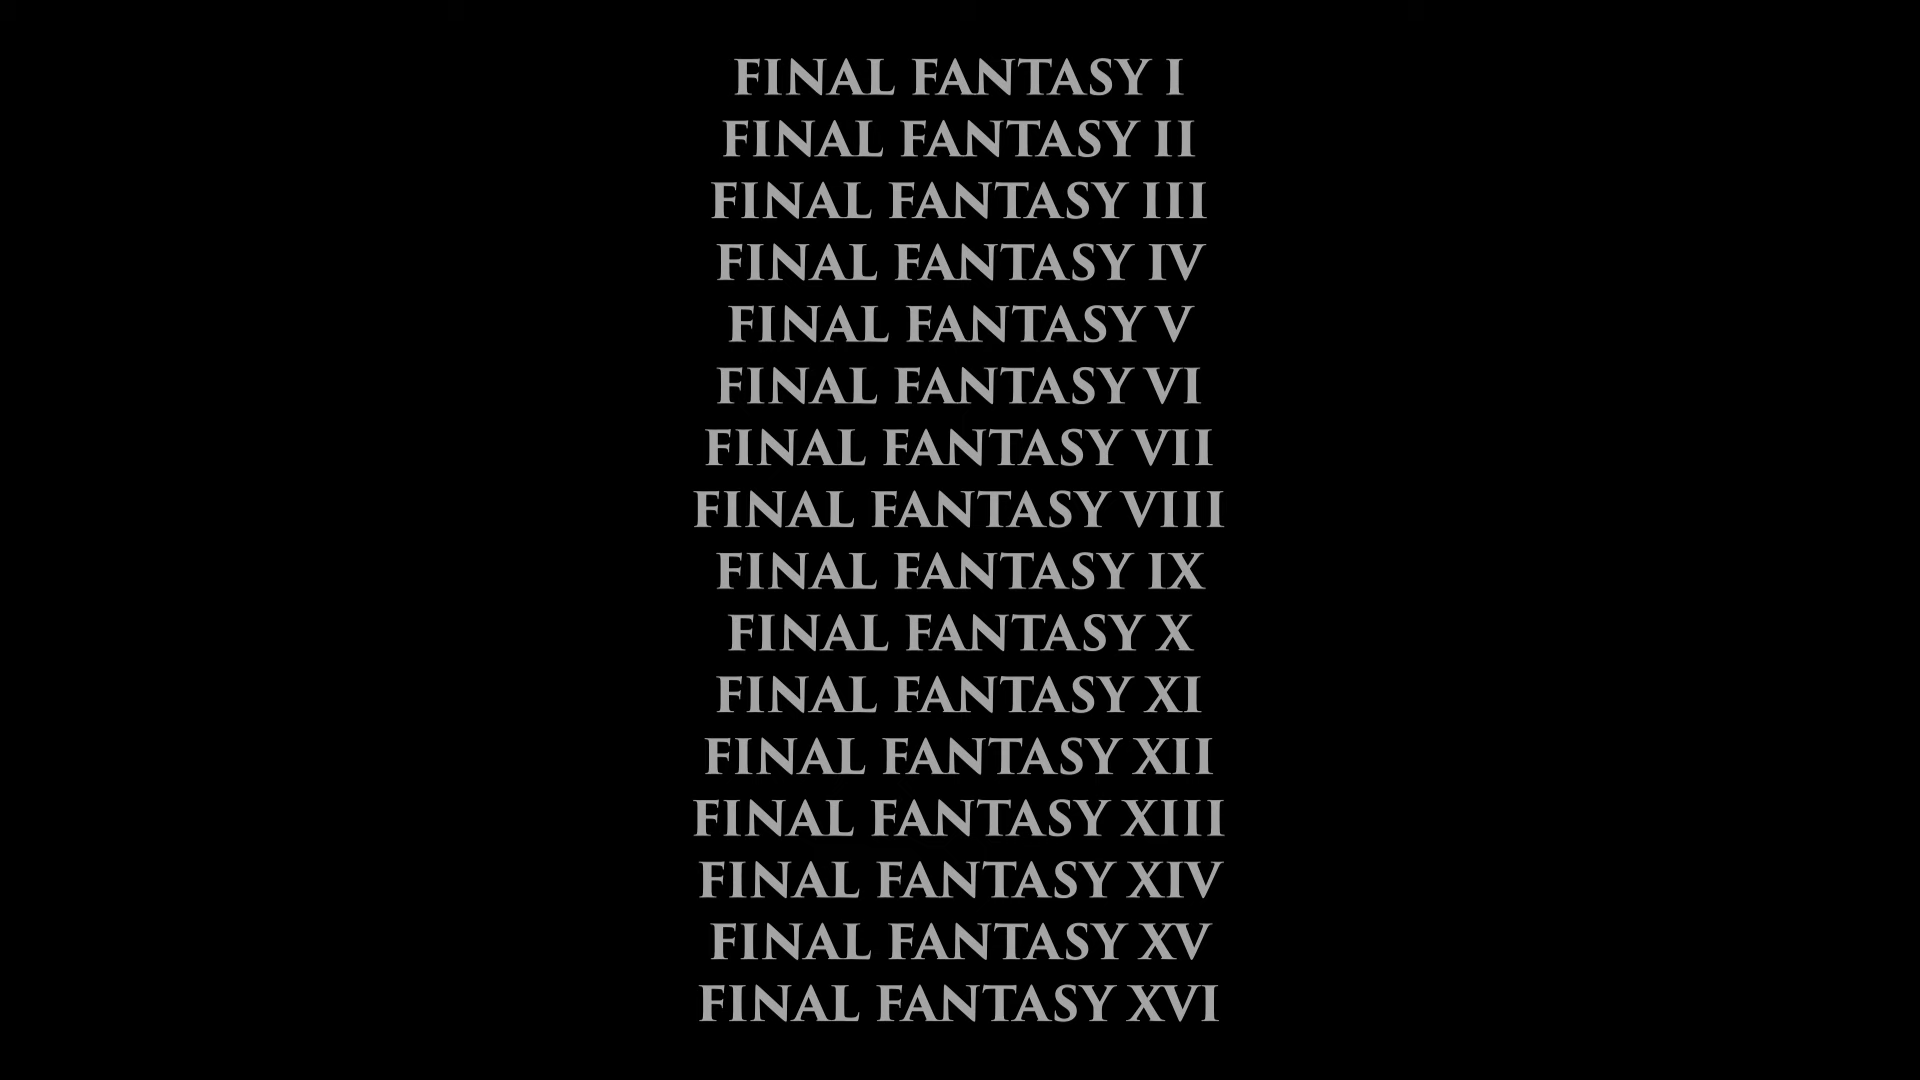 FINAL FANTASY I
FINAL FANTASY II
FINAL FANTASY III
FINAL FANTASY IV
FINAL FANTASY V
FINAL FANTASY VI
FINAL FANTASY VII
FINAL FANTASY VIII
FINAL FANTASY IX
FINAL FANTASY X
FINAL FANTASY XI
FINAL FANTASY XII
FINAL FANTASY XIII
FINAL FANTASY XIV
FINAL FANTASY XV
FINAL FANTASY XVI